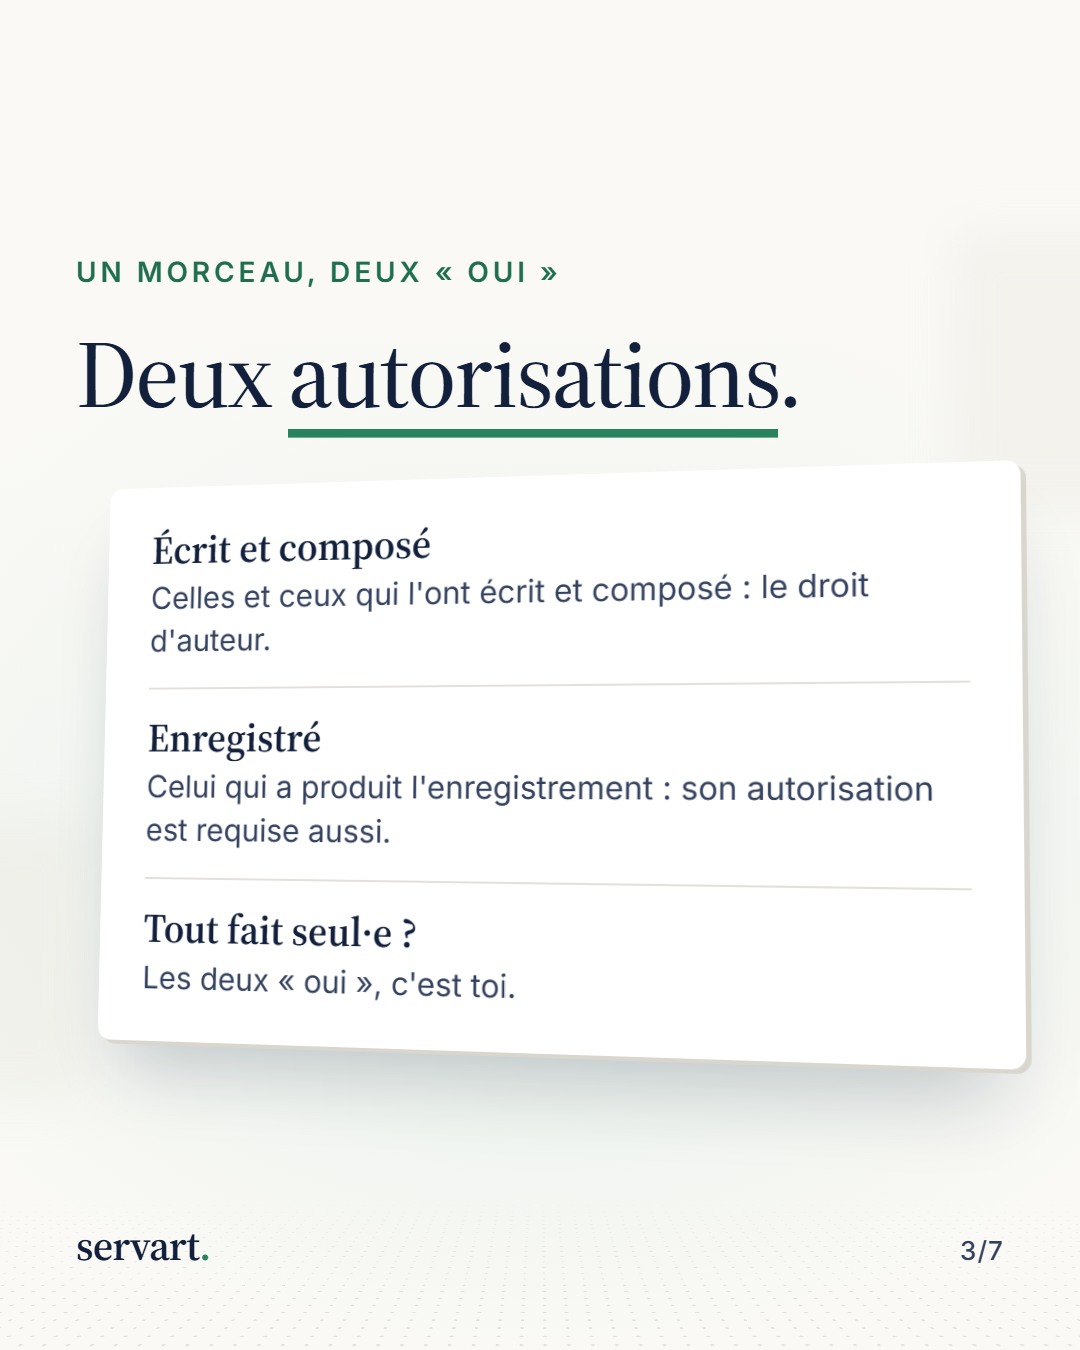 UN MORCEAU, DEUX « OUI »
Deux autorisations.
Écrit et composé
Celles et ceux qui l'ont écrit et composé : le droit
d'auteur.
Enregistré
Celui qui a produit l'enregistrement : son autorisation
est requise aussi.
Tout fait seul·e ?
Les deux « oui », c'est toi.
servart.
3/7